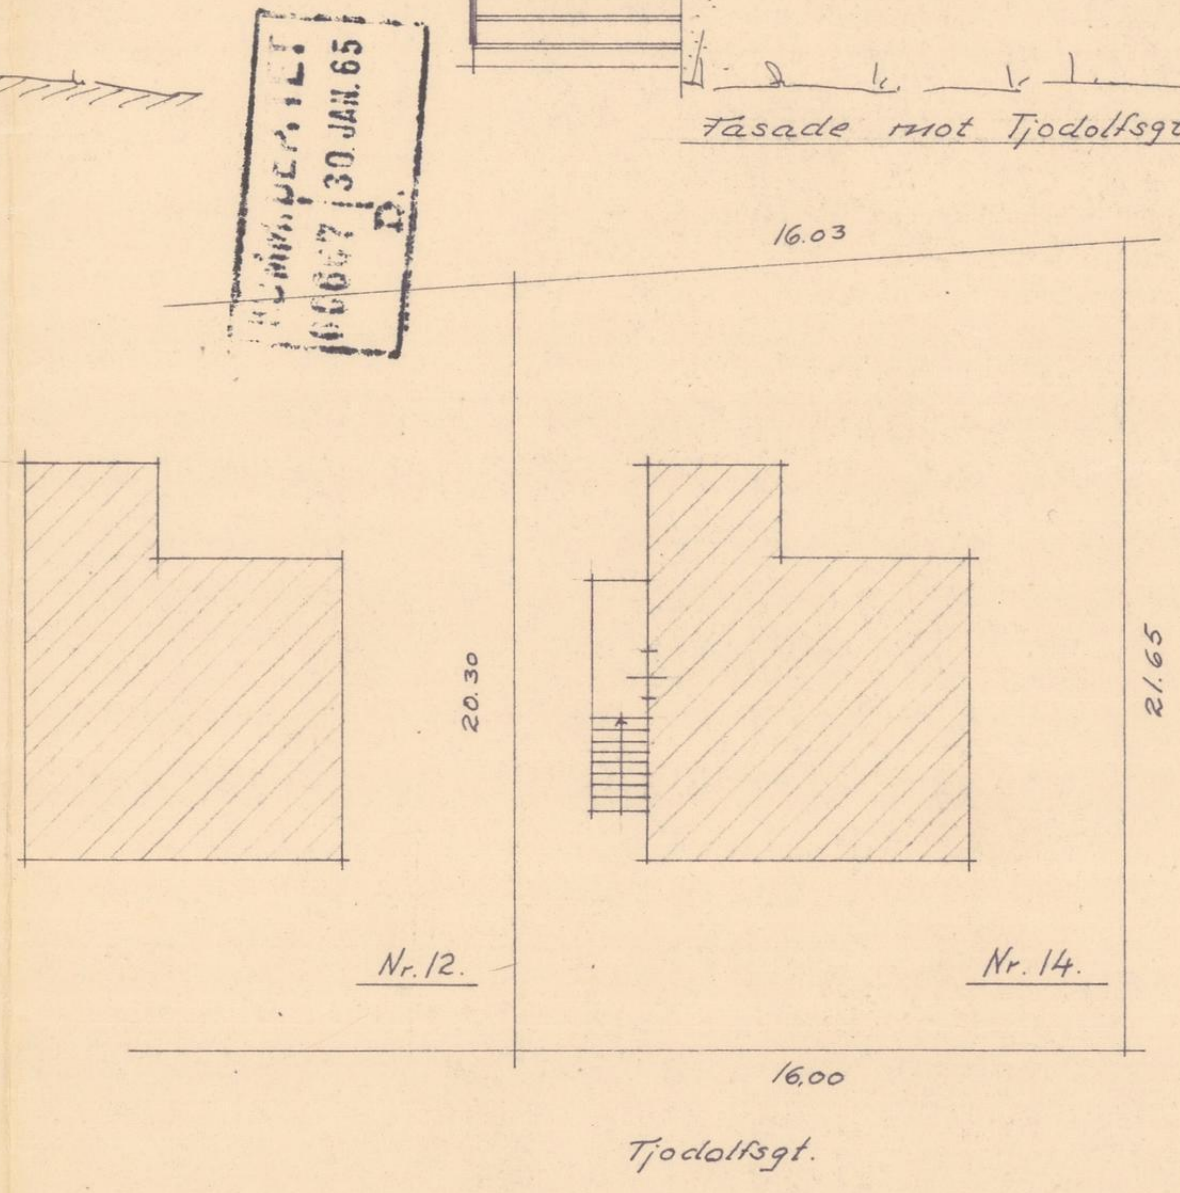 30. JAN. 65
Fasade mot Tjodolfsgt
16.03
20.30
21.65
Nr. 12.
Nr. 14.
16.00
Tjodolfsgt.